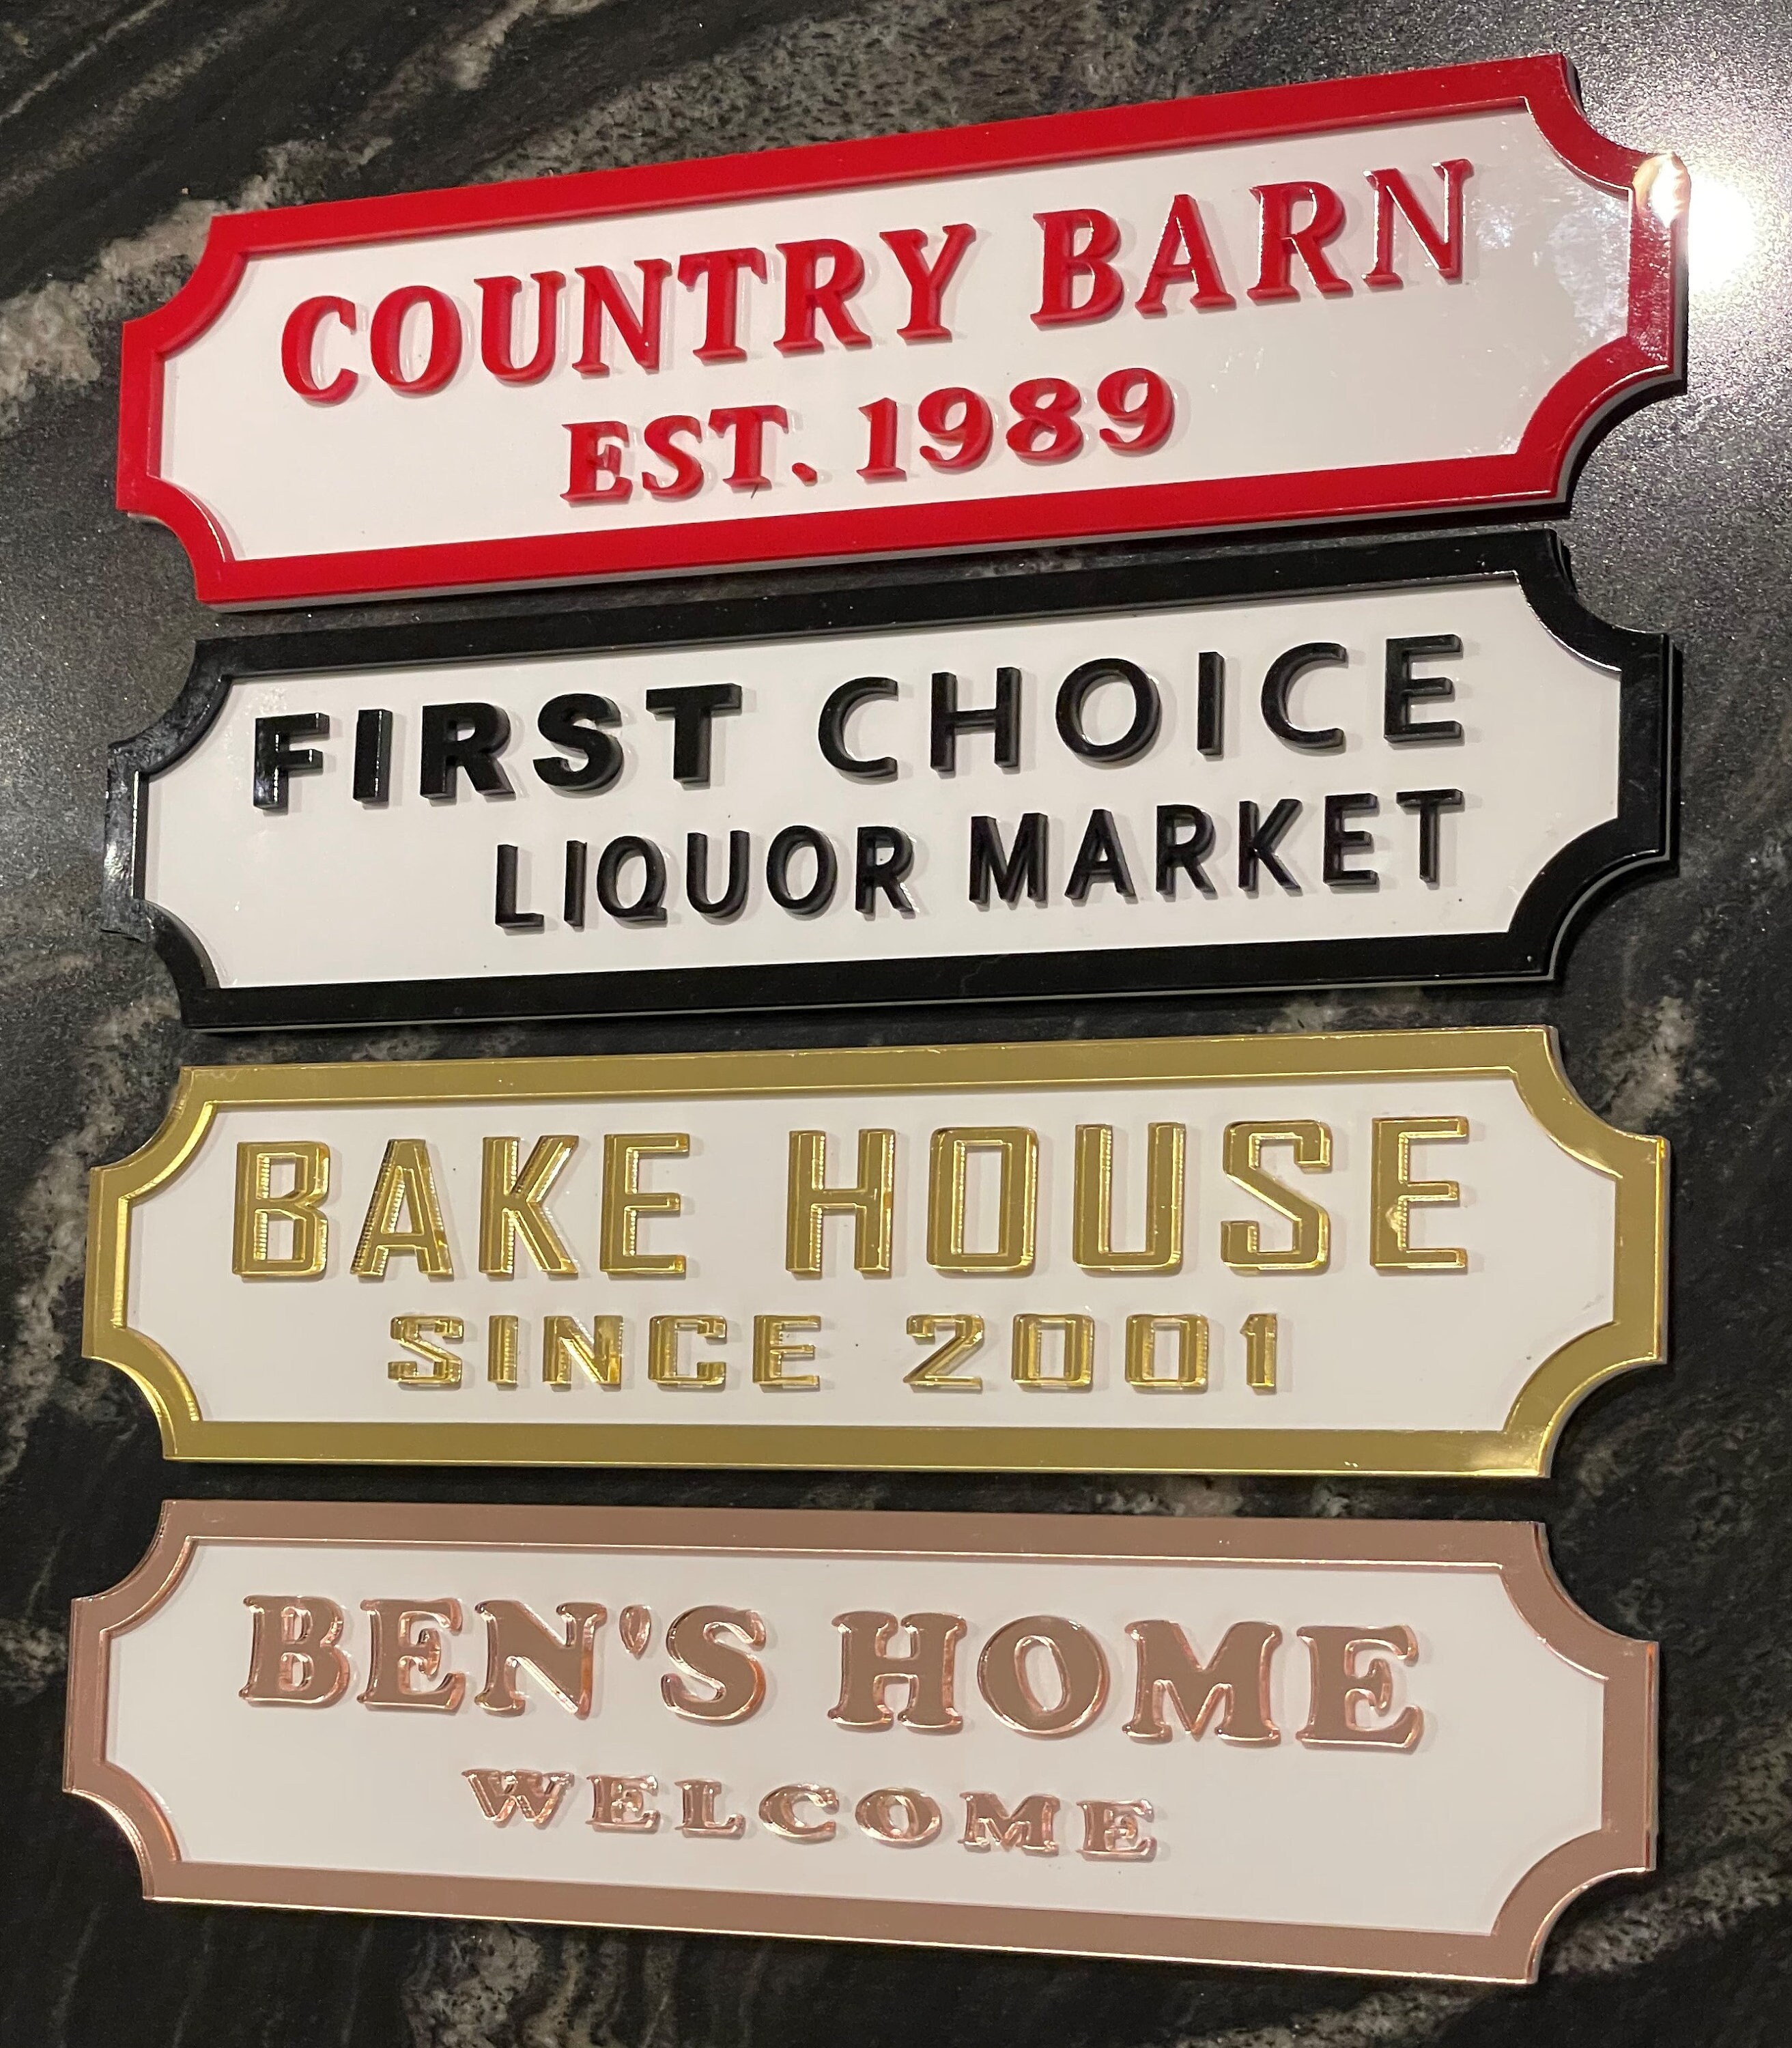 COUNTRY BARN
EST. 1989
FIRST CHOICE
LIQUOR MARKET
BAKE HOUSE
SINCE 2001
BEN'S HOME
WELCOME